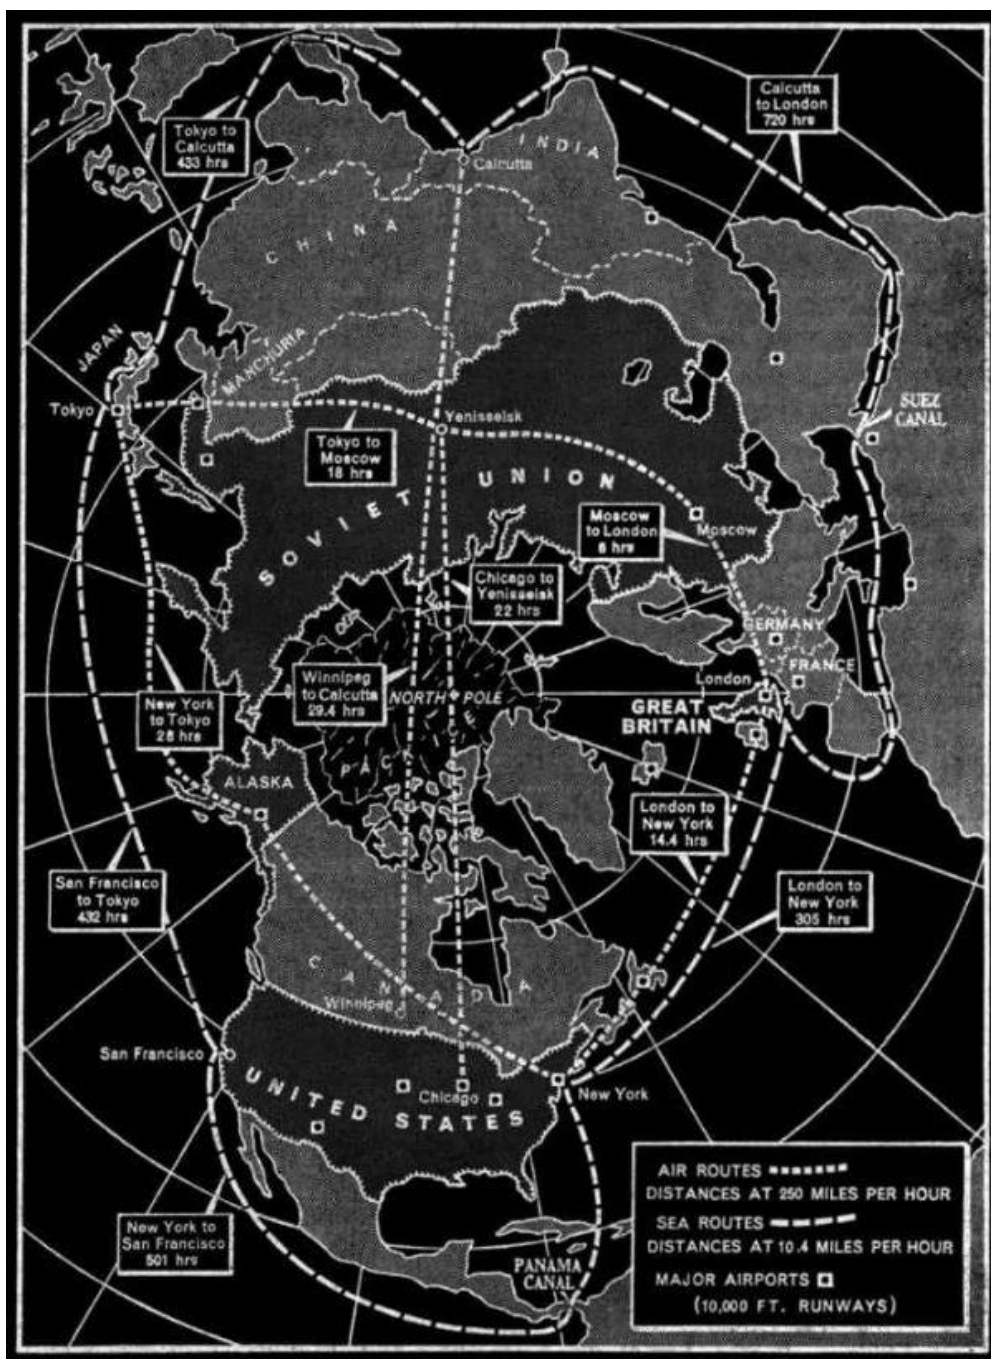 Calcutta
to London
720 hrs
Tokyo to
Calcutta
433 hrs
INDIA
Calcutta
CHINA
JAPAN
MANCHURIA
Tokyo
Yenisseisk
SUEZ
CANAL
Tokyo to
Moscow
18 hrs
SOVIET UNION
Moscow
to London
6 hrs
Moscow
Chicago to
Yenisseisk
22 hrs
GERMANY
FRANCE
London
Winnipeg
to Calcutta
29.4 hrs
NORTH POLE
GREAT
BRITAIN
New York
to Tokyo
28 hrs
PAC
E
ALASKA
London to
New York
14.4 hrs
San Francisco
to Tokyo
432 hrs
London to
New York
305 hrs
CANADA
Winnipeg
San Francisco
UNITED STATES
Chicago
New York
New York to
San Francisco
501 hrs
PANAMA
CANAL
AIR ROUTES
DISTANCES AT 250 MILES PER HOUR
SEA ROUTES
DISTANCES AT 10.4 MILES PER HOUR
MAJOR AIRPORTS
(10,000 FT. RUNWAYS)